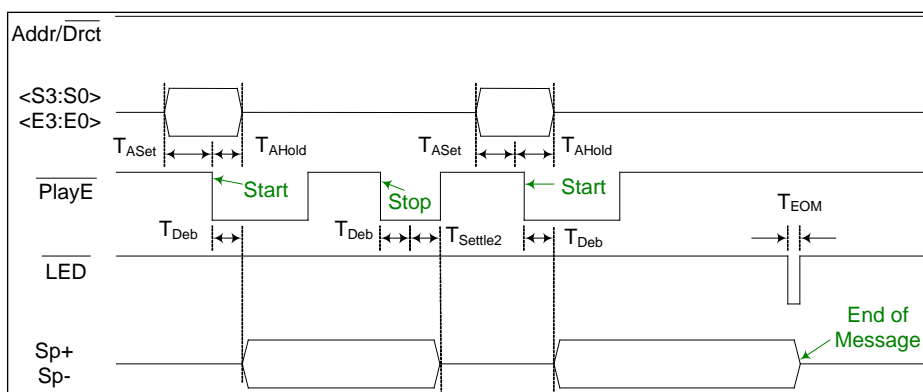 Addr/Drct
<S3:S0>
<E3:E0>
TASet
TAHold
TASet
TAHold
PlayE
Start
Stop
Start
TDeb
TDeb
TSettle2
TDeb
TEOM
LED
End of
Message
Sp+
Sp-